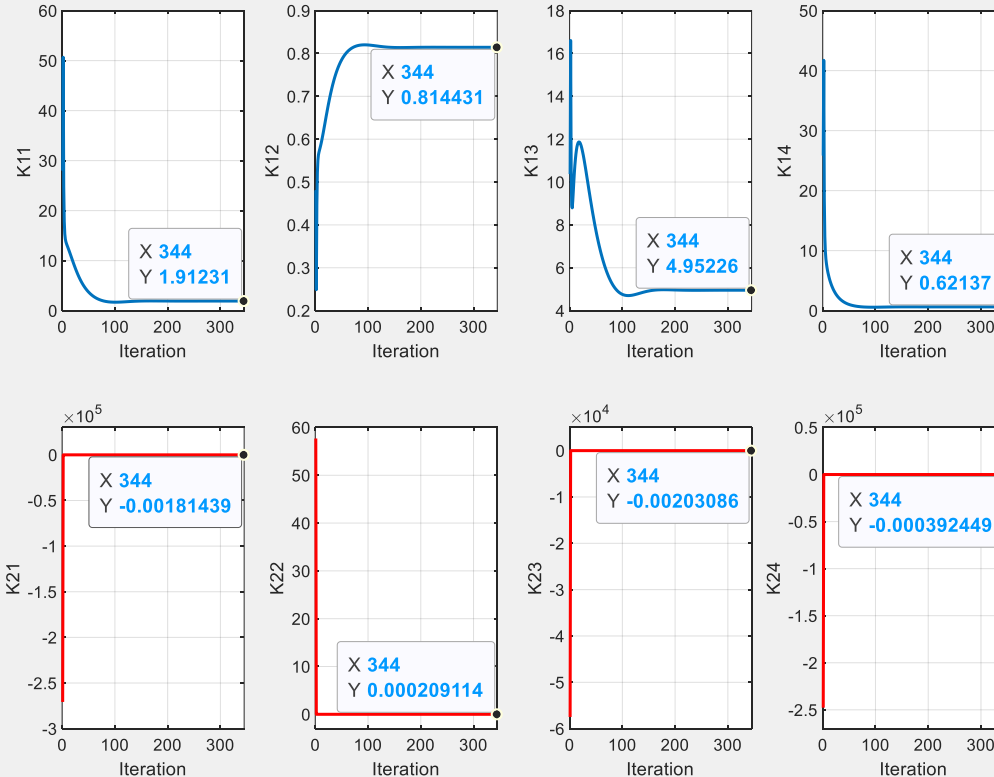 60
50
40
30
20
10
0
K11
X 344
Y 1.91231
0 100 200 300
Iteration
0.9
0.8
0.7
0.6
0.5
0.4
0.3
0.2
K12
X 344
Y 0.814431
0 100 200 300
Iteration
18
16
14
12
10
8
6
4
K13
X 344
Y 4.95226
0 100 200 300
Iteration
50
40
30
20
10
0
K14
X 344
Y 0.62137
0 100 200 300
Iteration
×10^5
0
-0.5
-1
-1.5
-2
-2.5
-3
K21
X 344
Y -0.00181439
0 100 200 300
Iteration
60
50
40
30
20
10
0
K22
X 344
Y 0.000209114
0 100 200 300
Iteration
×10^4
0
-1
-2
-3
-4
-5
-6
K23
X 344
Y -0.00203086
0 100 200 300
Iteration
×10^5
0.5
0
-0.5
-1
-1.5
-2
-2.5
K24
X 344
Y -0.000392449
0 100 200 300
Iteration